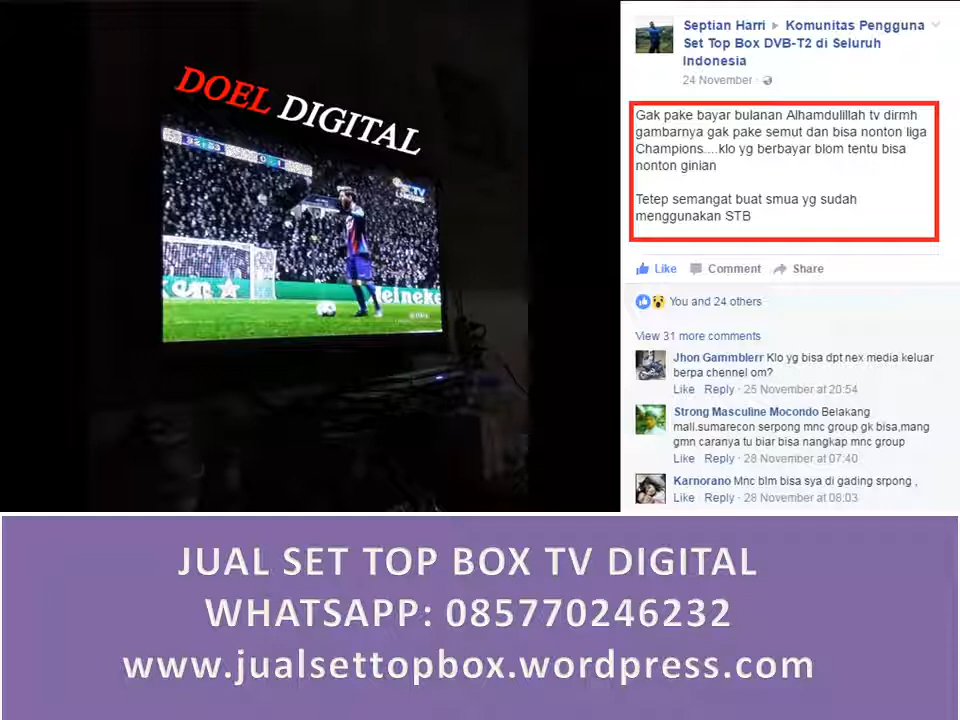 DOEL DIGITAL
TV
Heineken
Septian Harri ▸ Komunitas Pengguna
Set Top Box DVB-T2 di Seluruh
Indonesia
24 November ·
Gak pake bayar bulanan Alhamdulillah tv dirmh
gambarnya gak pake semut dan bisa nonton liga
Champions....klo yg berbayar blom tentu bisa
nonton ginian
Tetep semangat buat smua yg sudah
menggunakan STB
Like Comment Share
You and 24 others
View 31 more comments
Jhon Gammblerr Klo yg bisa dpt nex media keluar
berpa chennel om?
Like Reply · 25 November at 20:54
Strong Masculine Mocondo Belakang
mall.sumarecon serpong mnc group gk bisa,mang
gmn caranya tu biar bisa nangkap mnc group
Like Reply · 28 November at 07:40
Karnorano Mnc blm bisa sya di gading srpong ,
Like Reply · 28 November at 08:03
JUAL SET TOP BOX TV DIGITAL
WHATSAPP: 085770246232
www.jualsettopbox.wordpress.com